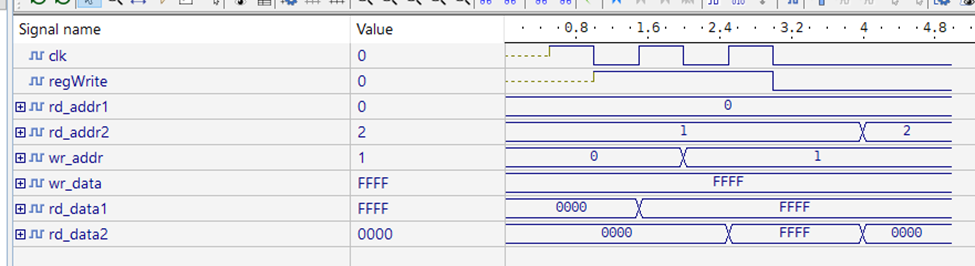 Signal name Value 0.8 1.6 2.4 3.2 4 4.8
clk 0
regWrite 0
rd_addr1 0 0
rd_addr2 2 1 2
wr_addr 1 0 1
wr_data FFFF FFFF
rd_data1 FFFF 0000 FFFF
rd_data2 0000 0000 FFFF 0000